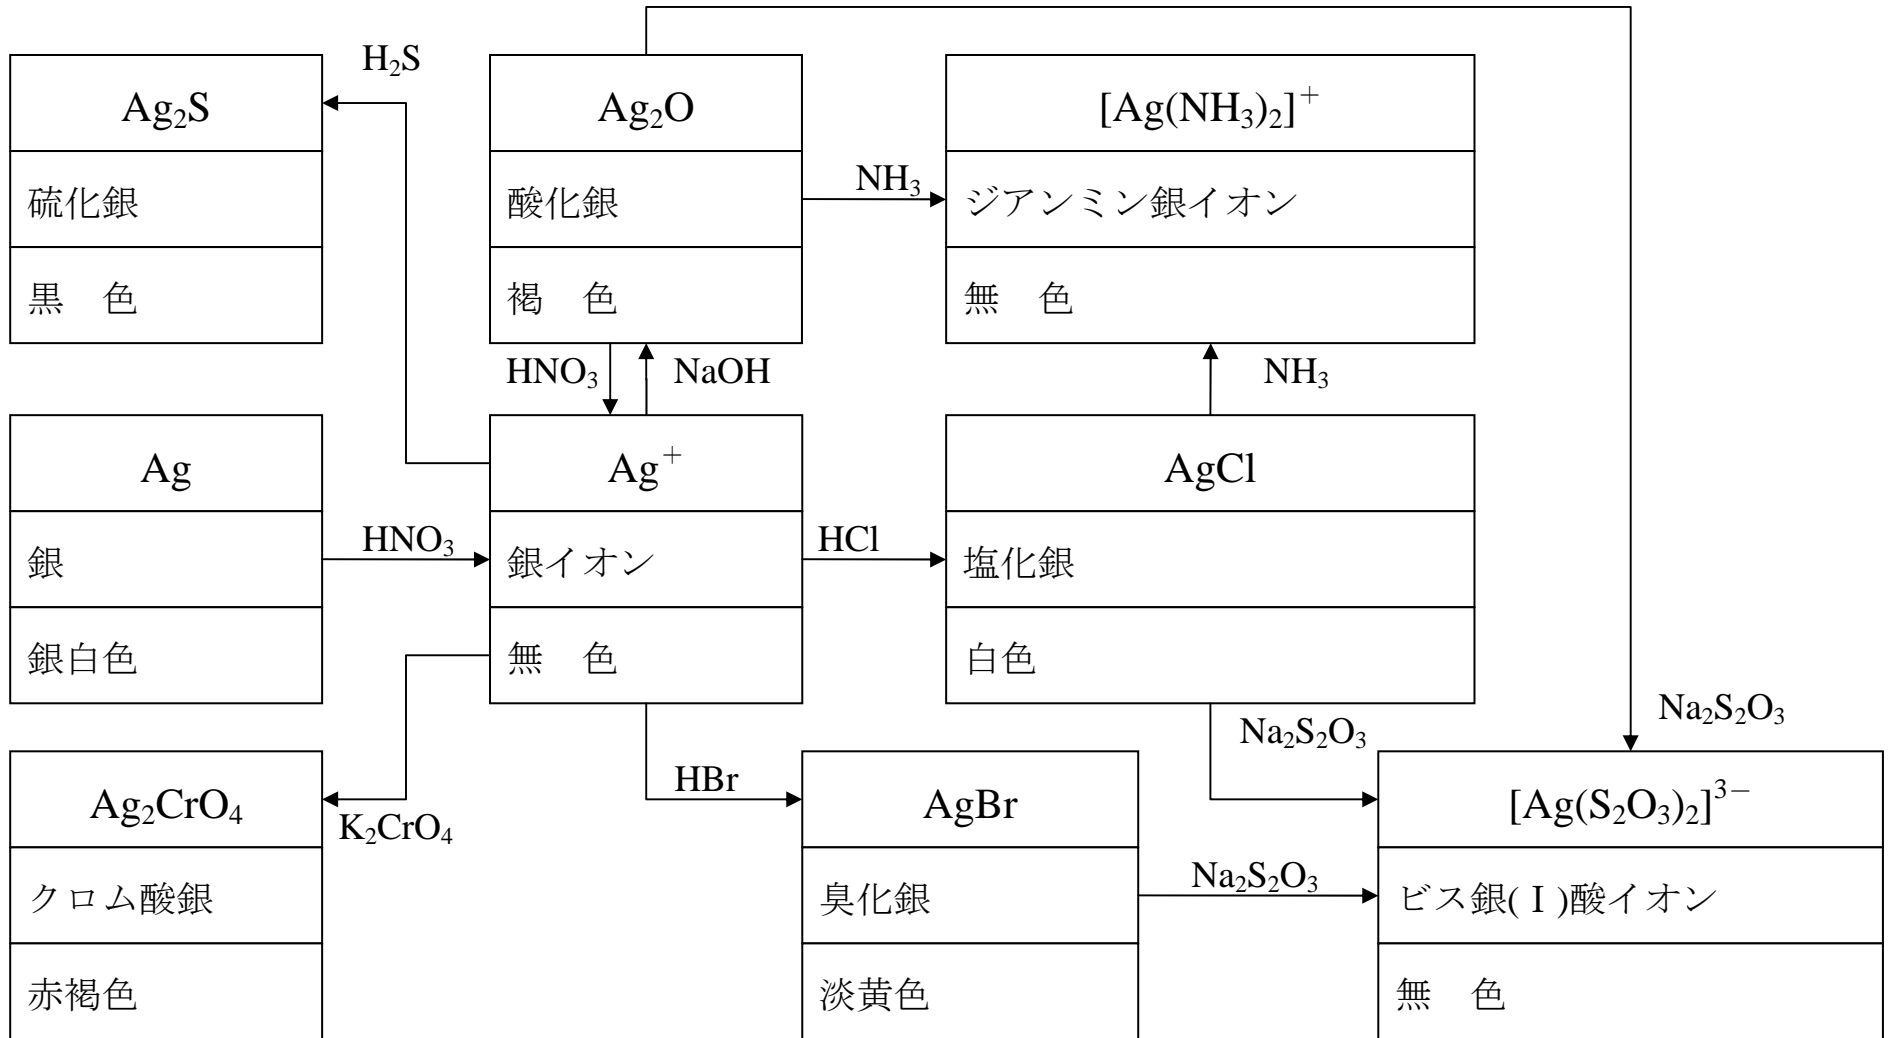 H₂S
Ag₂S
硫化銀
黒　色
Ag₂O
酸化銀
褐　色
NH₃
[Ag(NH₃)₂]⁺
ジアンミン銀イオン
無　色
HNO₃
NaOH
NH₃
Ag
銀
銀白色
HNO₃
Ag⁺
銀イオン
無　色
HCl
AgCl
塩化銀
白色
Na₂S₂O₃
Na₂S₂O₃
Ag₂CrO₄
クロム酸銀
赤褐色
K₂CrO₄
HBr
AgBr
臭化銀
淡黄色
Na₂S₂O₃
[Ag(S₂O₃)₂]³⁻
ビス銀(Ⅰ)酸イオン
無　色